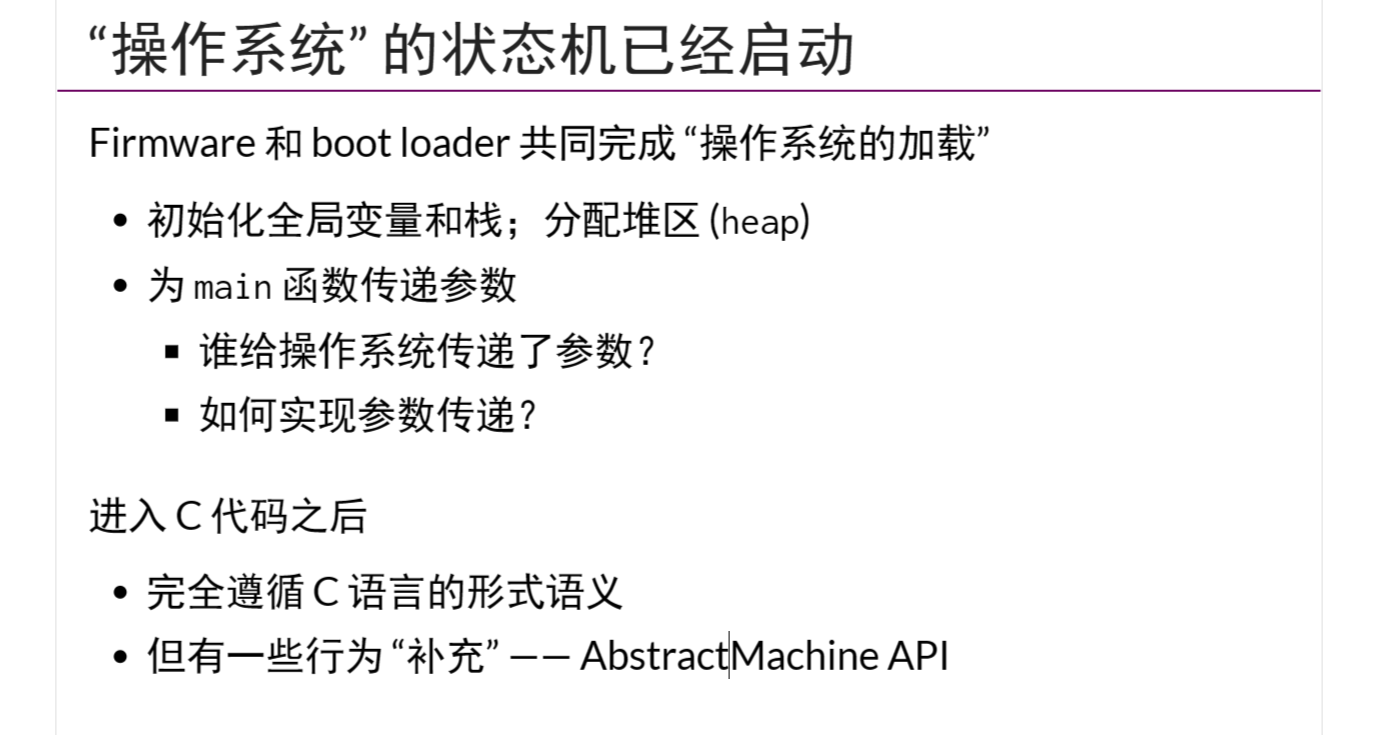 “操作系统” 的状态机已经启动
Firmware 和 boot loader 共同完成 “操作系统的加载”
• 初始化全局变量和栈；分配堆区 (heap)
• 为 main 函数传递参数
▪ 谁给操作系统传递了参数？
▪ 如何实现参数传递？
进入 C 代码之后
• 完全遵循 C 语言的形式语义
• 但有一些行为 “补充” —— AbstractMachine API